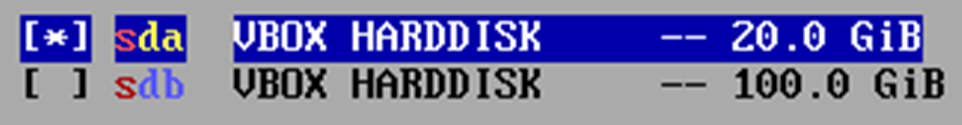 [*] sda VBOX HARDDISK -- 20.0 GiB
[ ] sdb VBOX HARDDISK -- 100.0 GiB